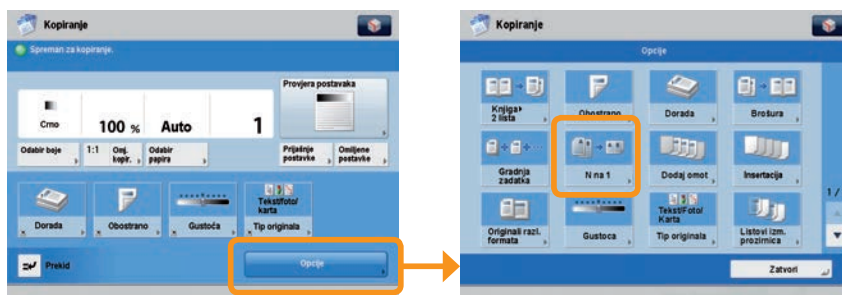 Kopiranje
Spreman za kopiranje.
Provjera postavaka
Crno
100 % Auto 1
Odabir boje
1:1 Omj. kopir.
Odabir papira
Prijašnje postavke
Omiljene postavke
Dorada
Obostrano
Gustoća
Tekst/foto/
karta
Tip originala
Prekid
Opcije
Kopiranje
Opcije
Knjiga
2 lista
Obostrano
Dorada
Brošura
Gradnja
zadatka
N na 1
Dodaj omot
Insertacija
Originali razl.
formata
Gustoca
Tekst/Foto/
Karta
Tip originala
Listovi izm.
prozirnica
1/
Zatvori